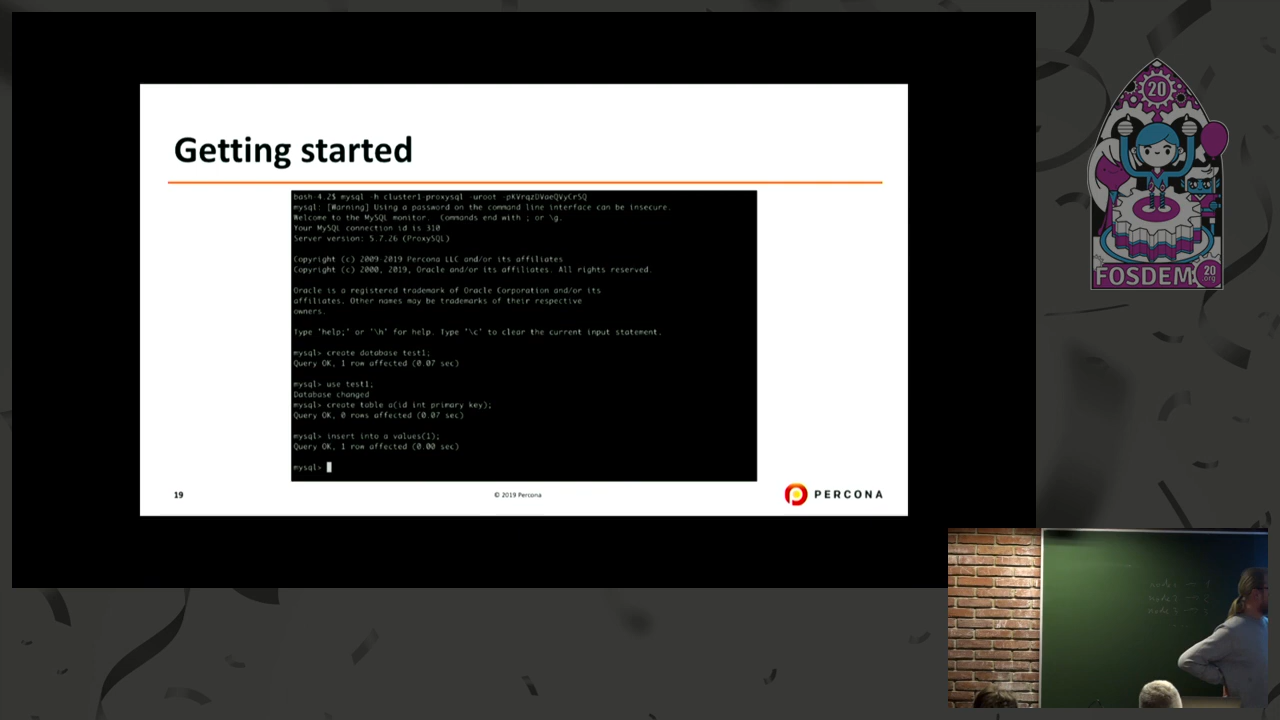 Getting started
bash-4.2$ mysql -h cluster1-proxysql -uroot -pKVrqzDVaeQVyCrSQ
mysql: [Warning] Using a password on the command line interface can be insecure.
Welcome to the MySQL monitor.  Commands end with ; or \g.
Your MySQL connection id is 310
Server version: 5.7.26 (ProxySQL)
Copyright (c) 2009-2019 Percona LLC and/or its affiliates
Copyright (c) 2000, 2019, Oracle and/or its affiliates. All rights reserved.
Oracle is a registered trademark of Oracle Corporation and/or its
affiliates. Other names may be trademarks of their respective
owners.
Type 'help;' or '\h' for help. Type '\c' to clear the current input statement.
mysql> create database test1;
Query OK, 1 row affected (0.07 sec)
mysql> use test1;
Database changed
mysql> create table a(id int primary key);
Query OK, 0 rows affected (0.07 sec)
mysql> insert into a values(1);
Query OK, 1 row affected (0.00 sec)
mysql>
19
© 2019 Percona
PERCONA
20
FOSDEM
20
.org
node 2
node 3